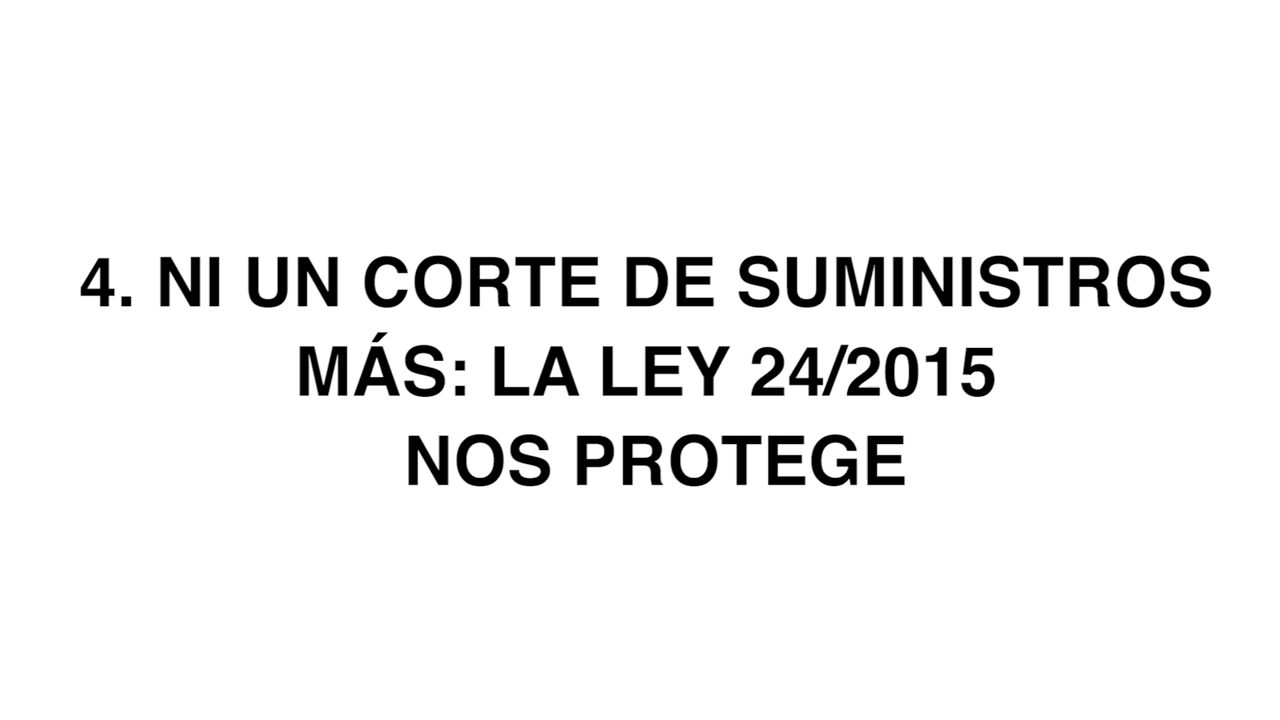 4. NI UN CORTE DE SUMINISTROS
MÁS: LA LEY 24/2015
NOS PROTEGE